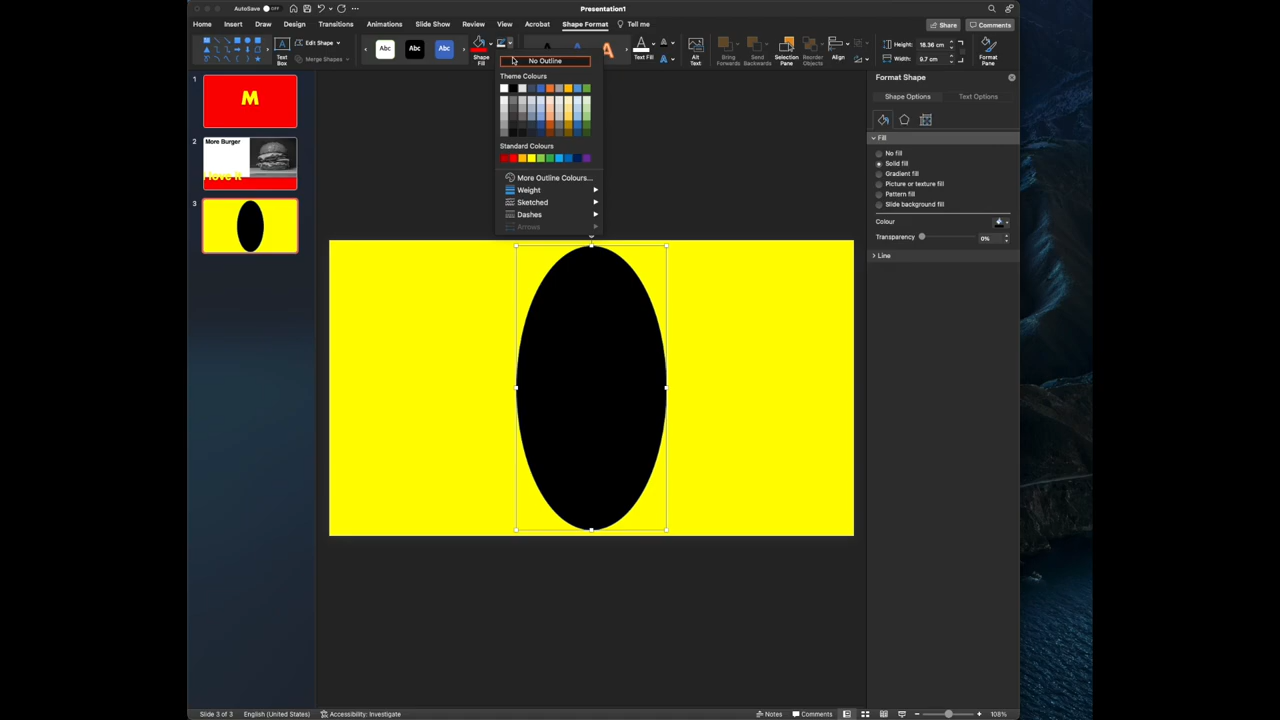 AutoSave OFF
Presentation1
Home Insert Draw Design Transitions Animations Slide Show Review View Acrobat Shape Format Tell me
Share Comments
Text Box
Edit Shape
Merge Shapes
Abc Abc Abc
Shape Fill
A A A
Text Fill
Alt Text
Bring Forwards
Send Backwards
Selection Pane
Reorder Objects
Align
Height: 18.36 cm
Width: 9.7 cm
Format Pane
No Outline
Theme Colours
Standard Colours
More Outline Colours...
Weight
Sketched
Dashes
Arrows
1
M
2
More Burger
3
Format Shape
Shape Options Text Options
Fill
No fill
Solid fill
Gradient fill
Picture or texture fill
Pattern fill
Slide background fill
Colour
Transparency 0%
Line
Slide 3 of 3 English (United States) Accessibility: Investigate
Notes Comments 108%